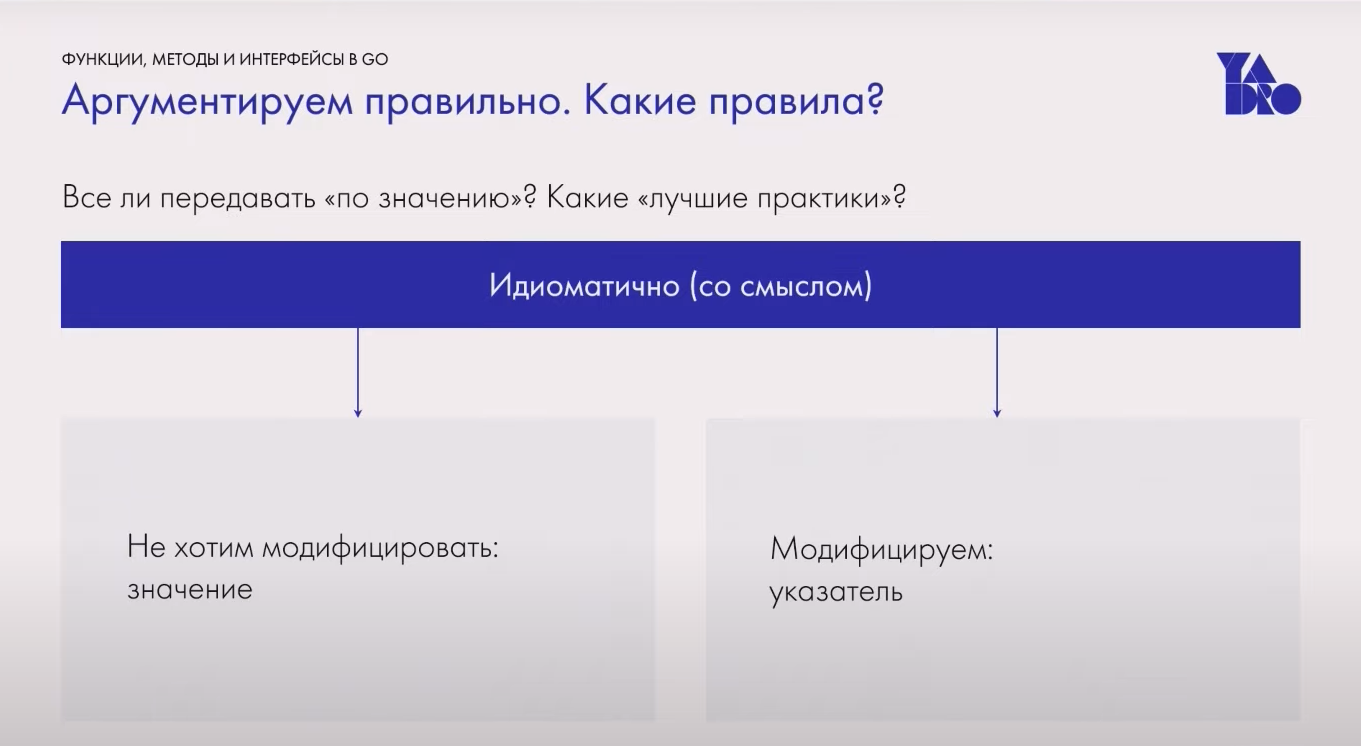 ФУНКЦИИ, МЕТОДЫ И ИНТЕРФЕЙСЫ В GO
YADRO
Аргументируем правильно. Какие правила?
Все ли передавать «по значению»? Какие «лучшие практики»?
Идиоматично (со смыслом)
Не хотим модифицировать:
значение
Модифицируем:
указатель